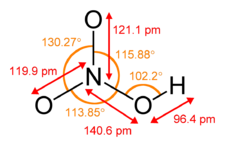 O
121.1 pm
130.27°
115.88°
119.9 pm
N
102.2°
H
O
O
113.85°
96.4 pm
140.6 pm